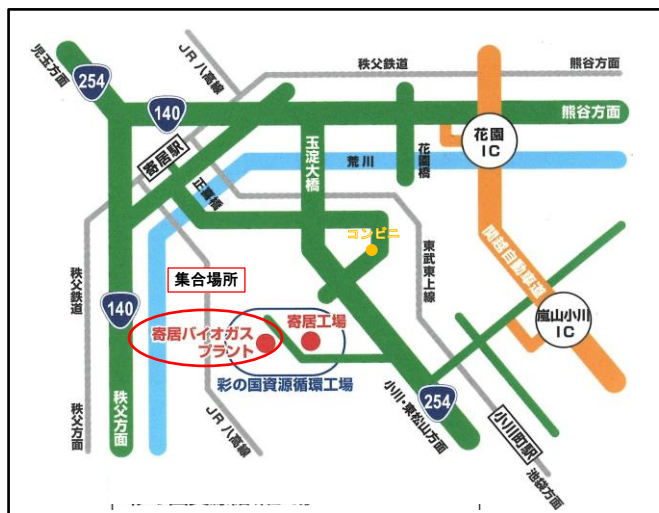 児玉方面
254
JR八高線
140
秩父鉄道
熊谷方面
熊谷方面
寄居駅
玉淀大橋
花園橋
花園
IC
荒川
正喜橋
コンビニ
関越自動車道
東武東上線
集合場所
秩父鉄道
140
寄居バイオガス
プラント
寄居工場
嵐山小川
IC
彩の国資源循環工場
小川・東松山方面
254
小川町駅
秩父方面
秩父方面
JR八高線
池袋方面